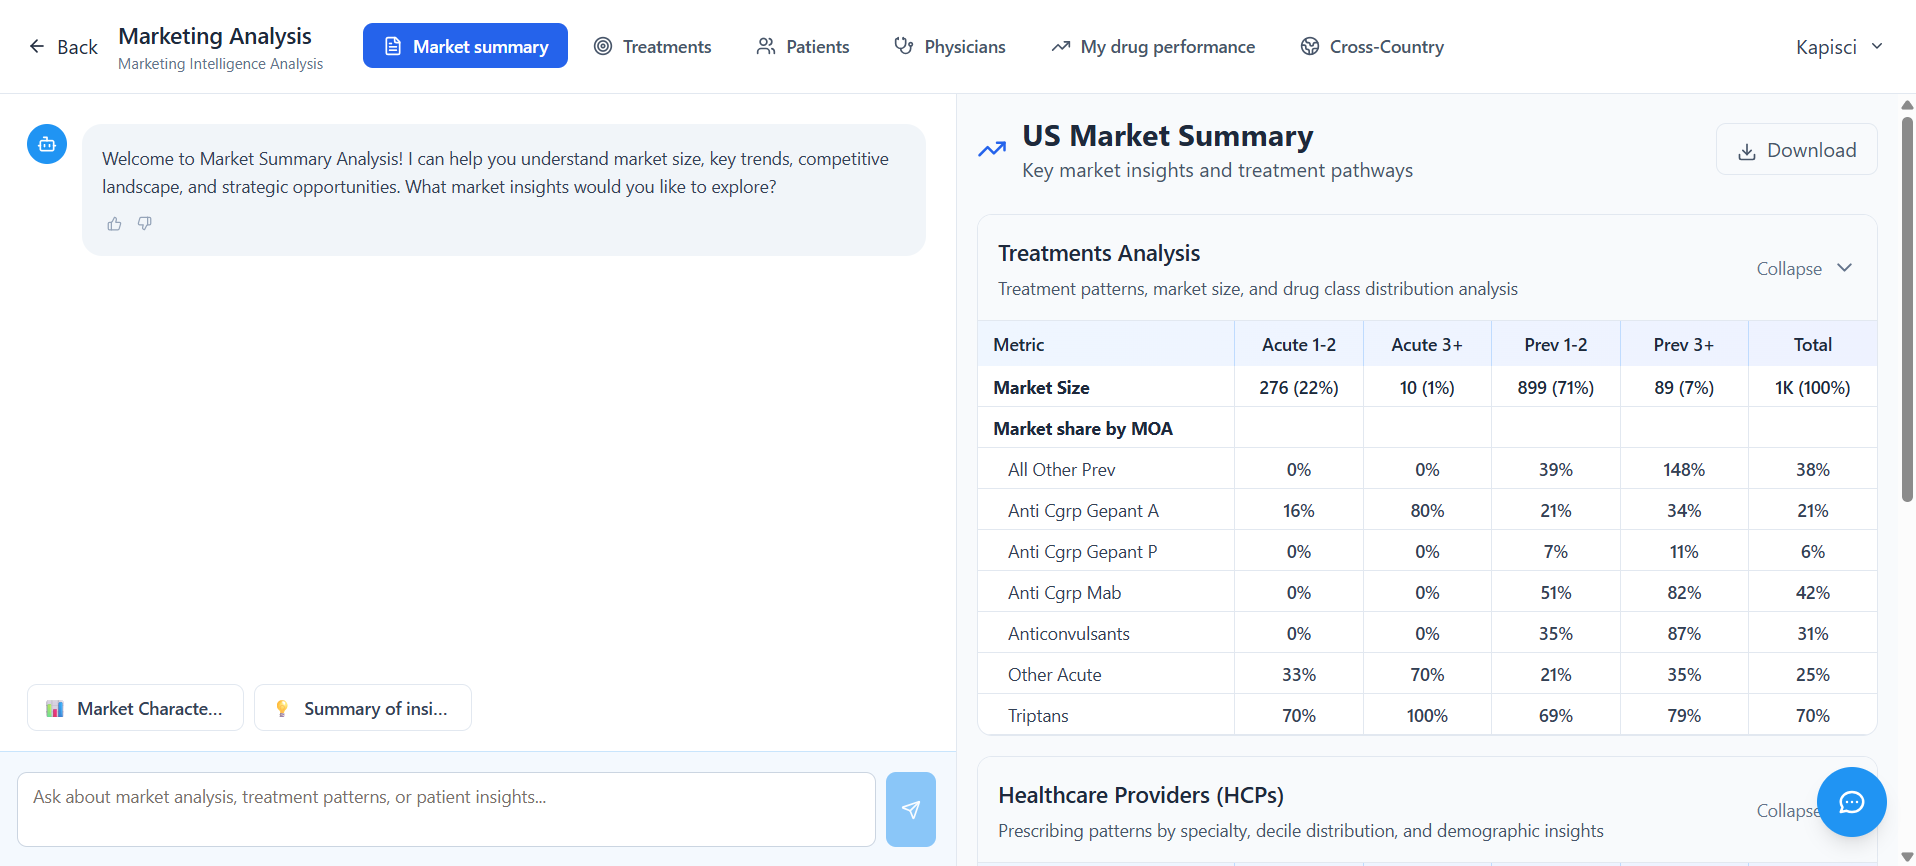 Back
Marketing Analysis
Marketing Intelligence Analysis
Market summary
Treatments
Patients
Physicians
My drug performance
Cross-Country
Kapisci
Welcome to Market Summary Analysis! I can help you understand market size, key trends, competitive
landscape, and strategic opportunities. What market insights would you like to explore?
Market Characte...
Summary of insi...
Ask about market analysis, treatment patterns, or patient insights...
US Market Summary
Key market insights and treatment pathways
Download
Treatments Analysis
Treatment patterns, market size, and drug class distribution analysis
Collapse
Metric Acute 1-2 Acute 3+ Prev 1-2 Prev 3+ Total
Market Size 276 (22%) 10 (1%) 899 (71%) 89 (7%) 1K (100%)
Market share by MOA
All Other Prev 0% 0% 39% 148% 38%
Anti Cgrp Gepant A 16% 80% 21% 34% 21%
Anti Cgrp Gepant P 0% 0% 7% 11% 6%
Anti Cgrp Mab 0% 0% 51% 82% 42%
Anticonvulsants 0% 0% 35% 87% 31%
Other Acute 33% 70% 21% 35% 25%
Triptans 70% 100% 69% 79% 70%
Healthcare Providers (HCPs)
Prescribing patterns by specialty, decile distribution, and demographic insights
Collapse